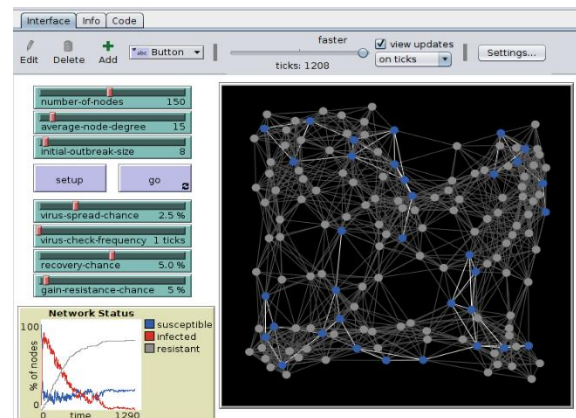 Interface Info Code
Edit Delete Add abc Button faster view updates
ticks: 1208 on ticks Settings...
number-of-nodes 150
average-node-degree 15
initial-outbreak-size 8
setup go
virus-spread-chance 2.5 %
virus-check-frequency 1 ticks
recovery-chance 5.0 %
gain-resistance-chance 5 %
Network Status
100
% of nodes
0
susceptible
infected
resistant
0 time 1290